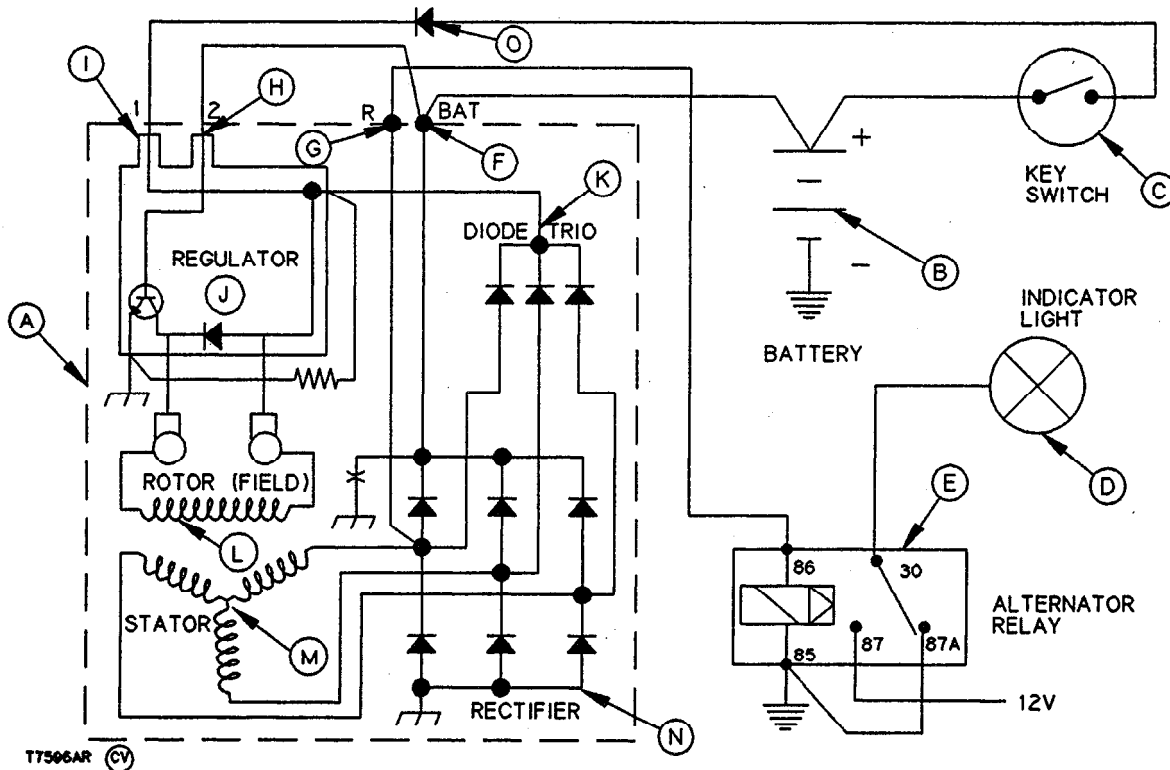 O
I
H
1
2
R
BAT
G
F
+
KEY
SWITCH
C
K
–
DIODE TRIO
B
REGULATOR
J
–
A
INDICATOR
LIGHT
BATTERY
ROTOR (FIELD)
D
E
L
86
30
STATOR
M
ALTERNATOR
RELAY
87
87A
85
RECTIFIER
N
12V
T7596AR CV